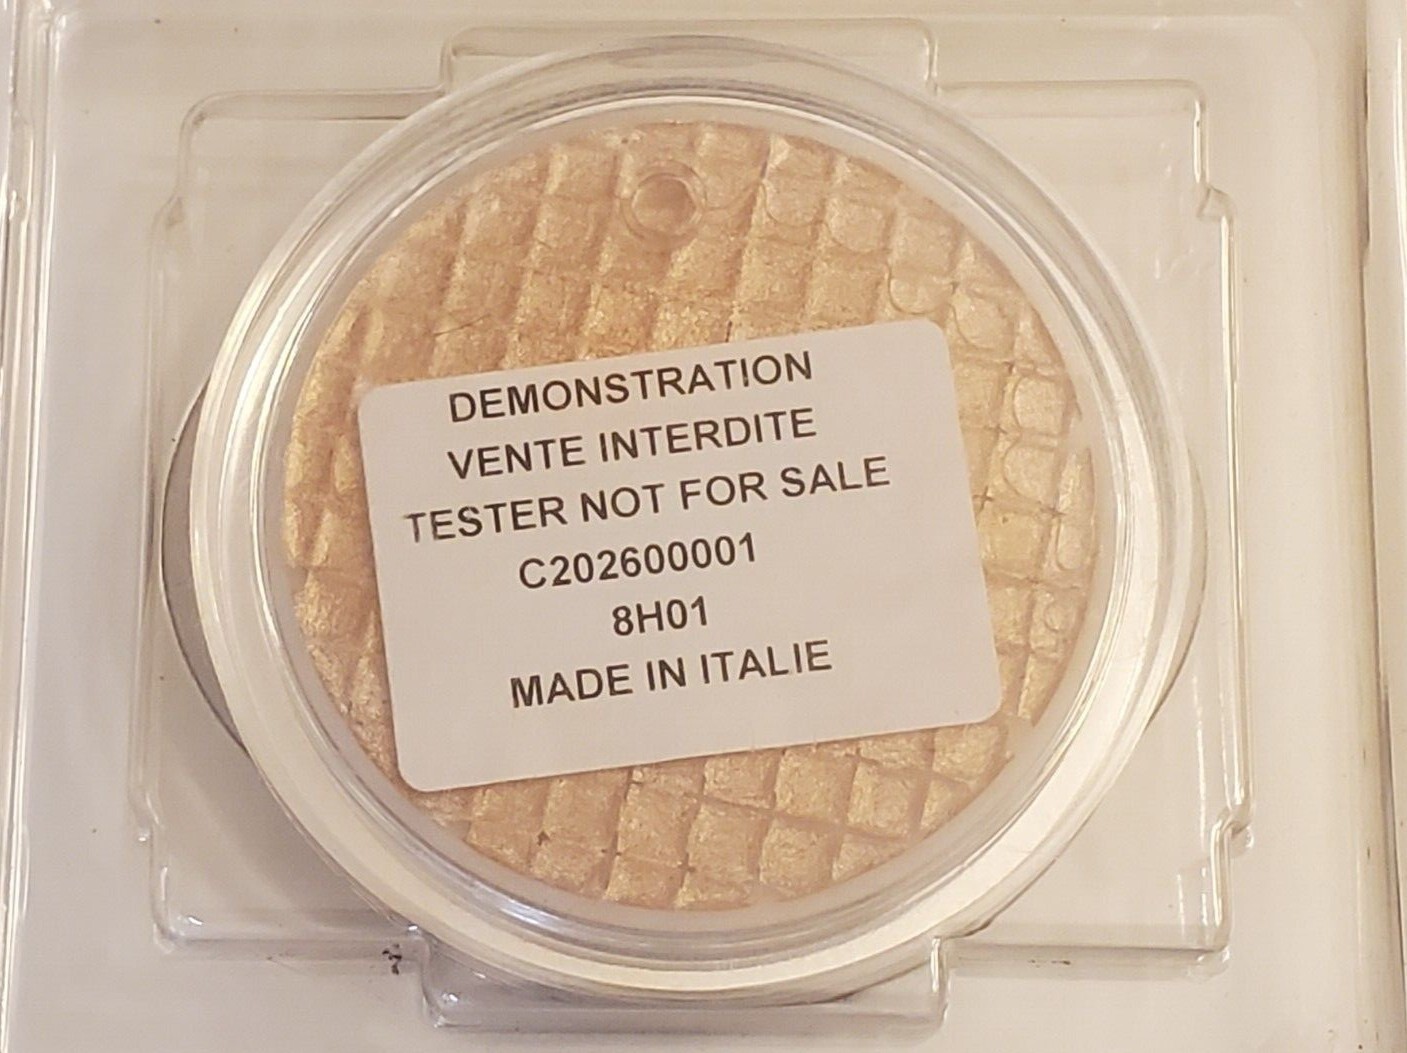 DEMONSTRATION
VENTE INTERDITE
TESTER NOT FOR SALE
C202600001
8H01
MADE IN ITALIE